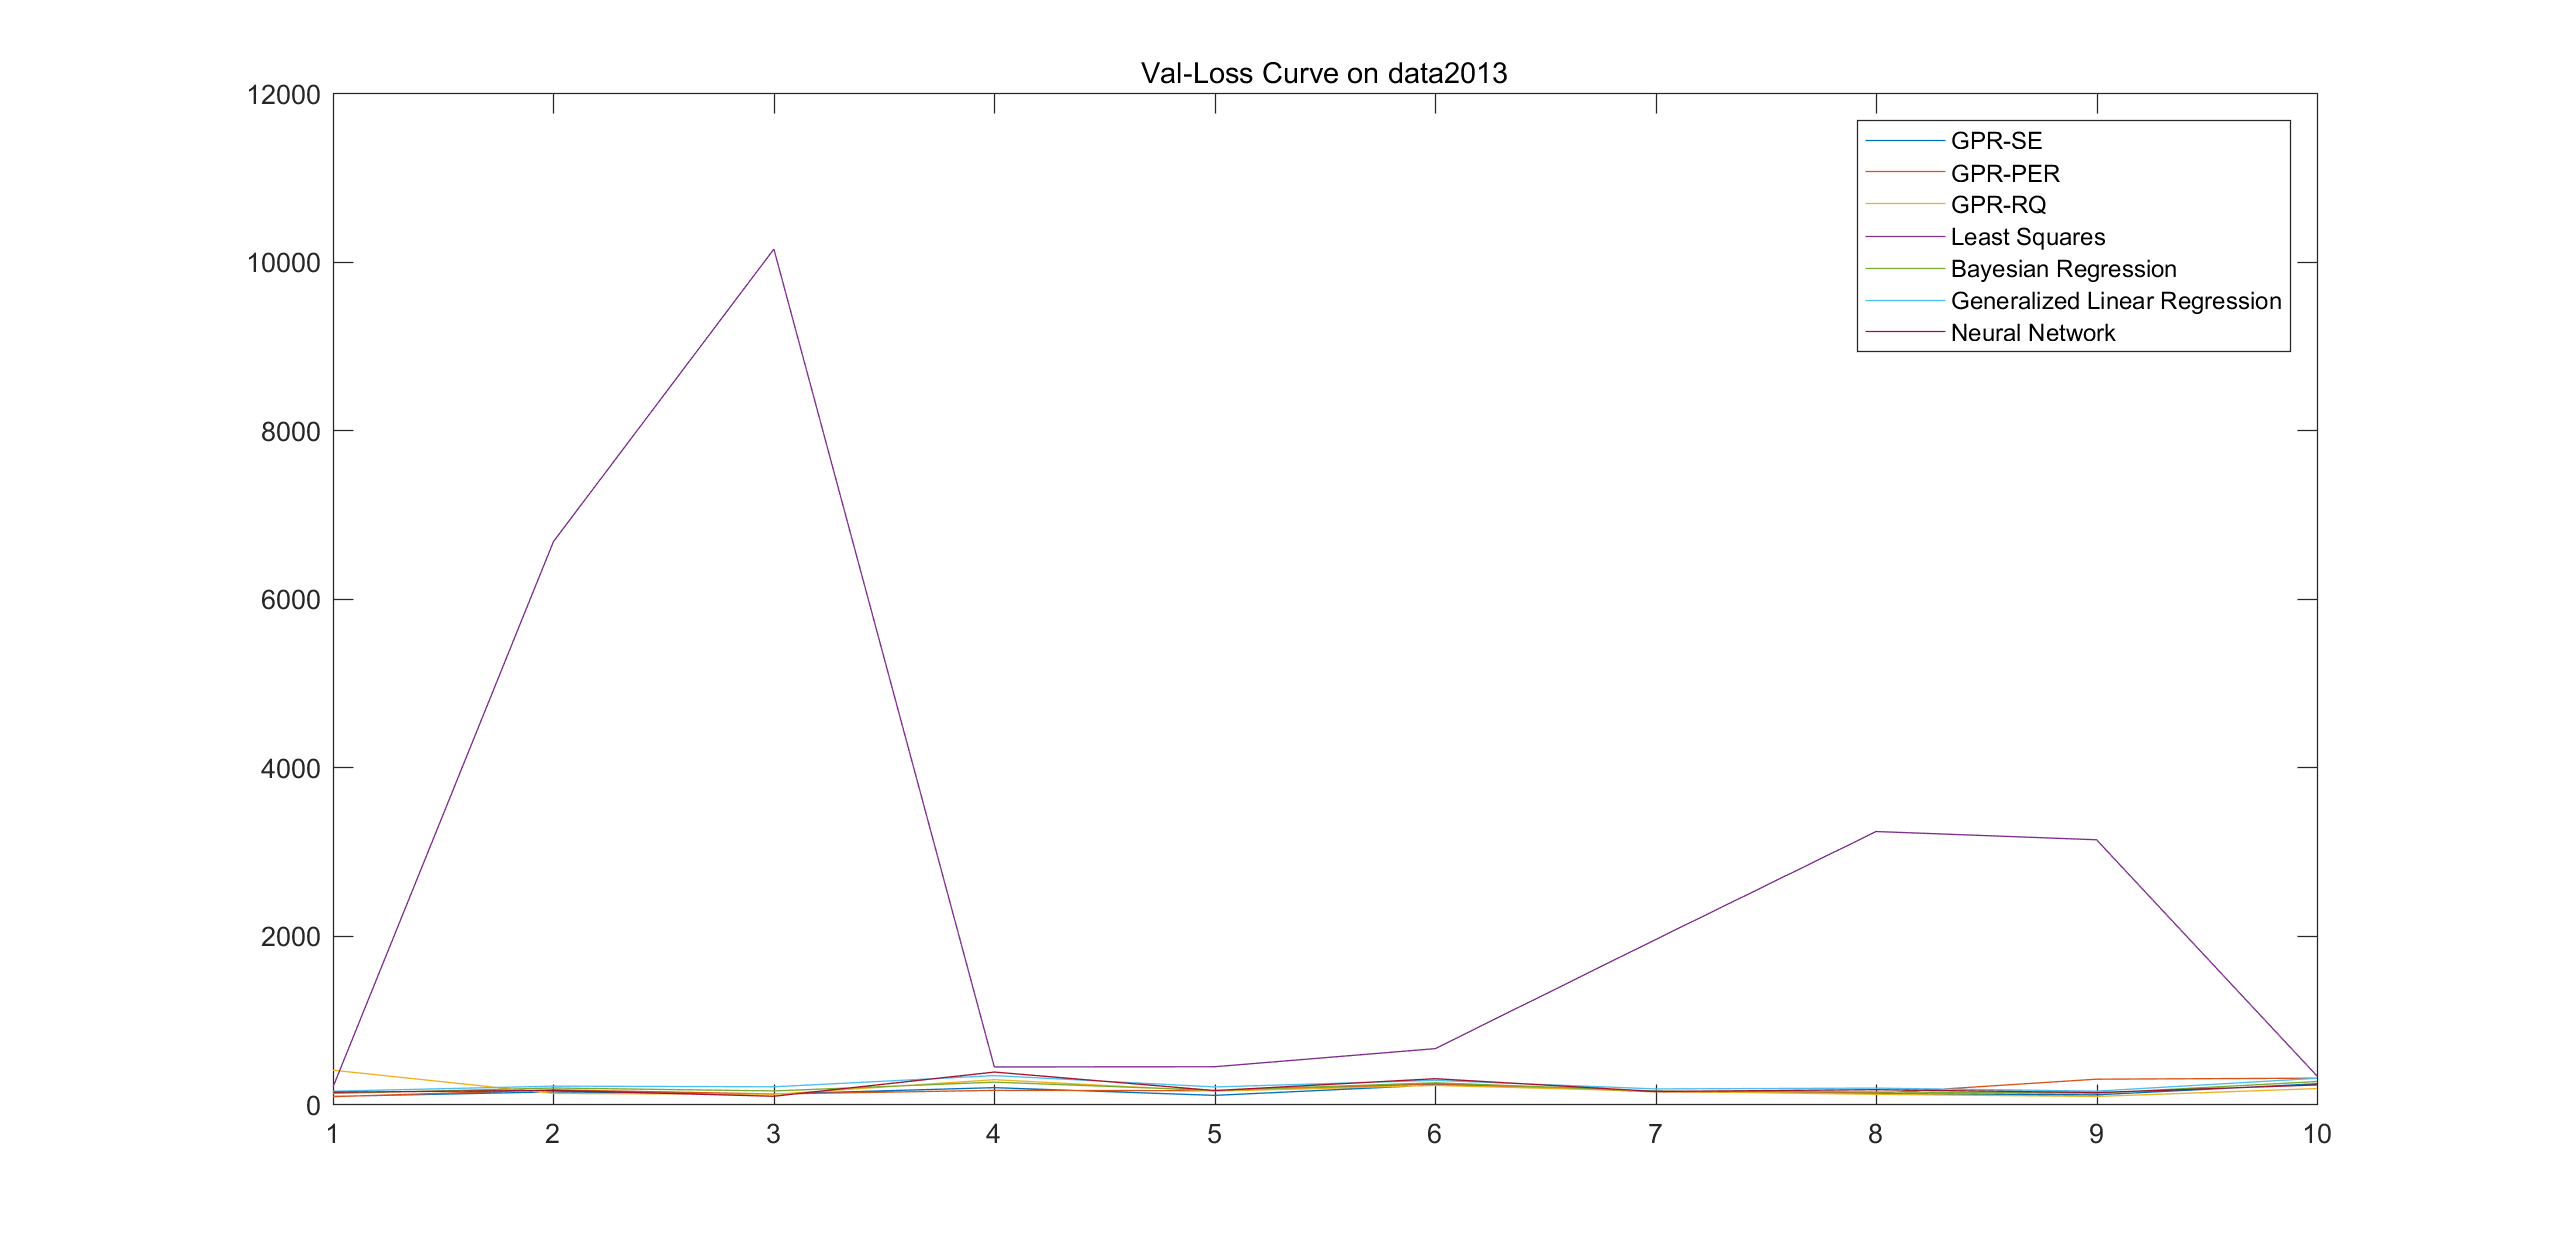 Val-Loss Curve on data2013
12000
10000
8000
6000
4000
2000
0
GPR-SE
GPR-PER
GPR-RQ
Least Squares
Bayesian Regression
Generalized Linear Regression
Neural Network
1 2 3 4 5 6 7 8 9 10